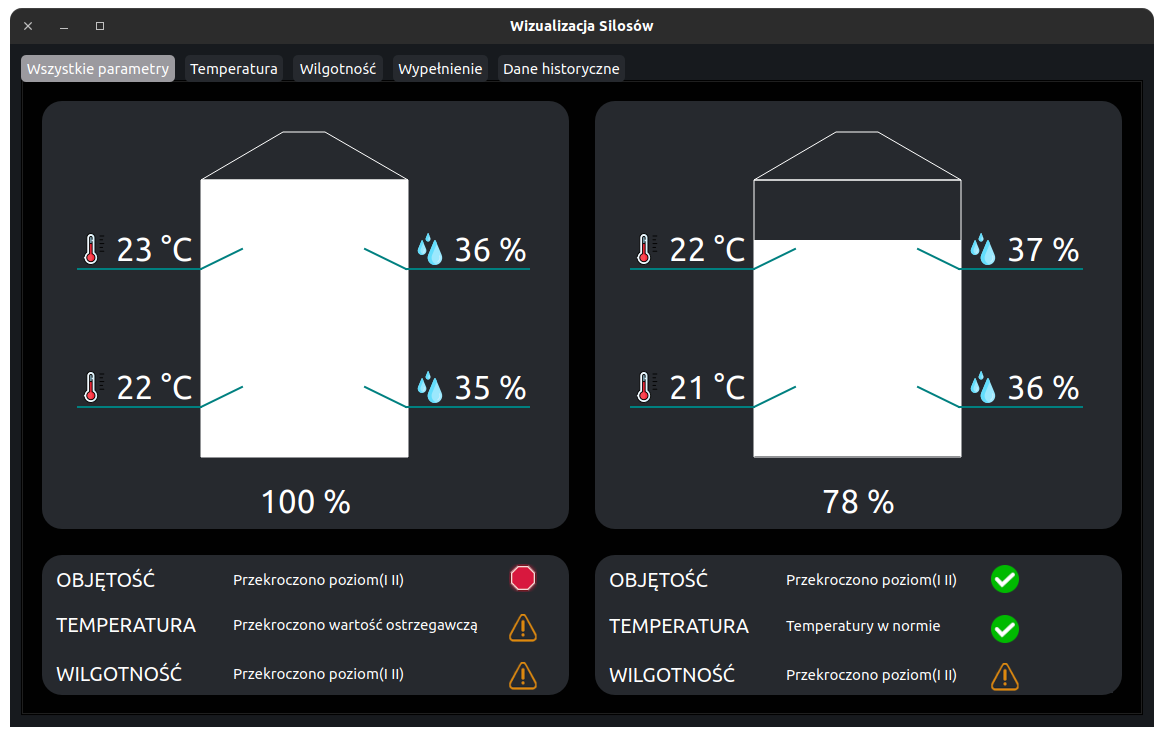 Wizualizacja Silosów
Wszystkie parametry Temperatura Wilgotność Wypełnienie Dane historyczne
23 °C 36 % 22 °C 37 %
22 °C 35 % 21 °C 36 %
100 % 78 %
OBJĘTOŚĆ Przekroczono poziom(I II)
TEMPERATURA Przekroczono wartość ostrzegawczą
WILGOTNOŚĆ Przekroczono poziom(I II)
OBJĘTOŚĆ Przekroczono poziom(I II)
TEMPERATURA Temperatury w normie
WILGOTNOŚĆ Przekroczono poziom(I II)